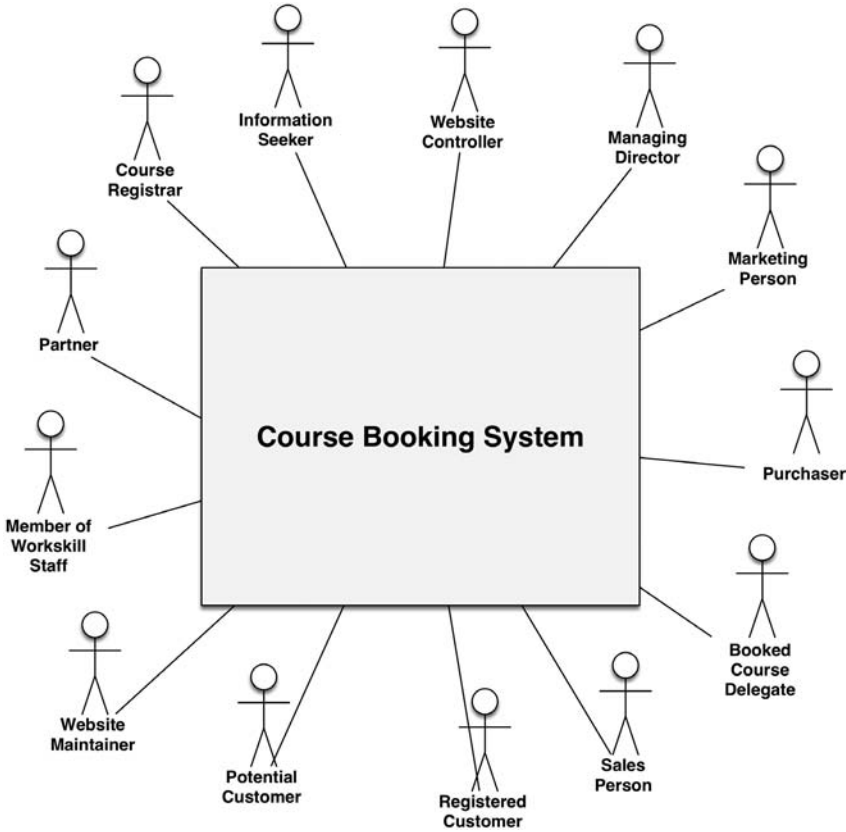 Information
Seeker
Website
Controller
Managing
Director
Course
Registrar
Marketing
Person
Partner
Course Booking System
Purchaser
Member of
Workskill
Staff
Booked
Course
Delegate
Website
Maintainer
Potential
Customer
Registered
Customer
Sales
Person